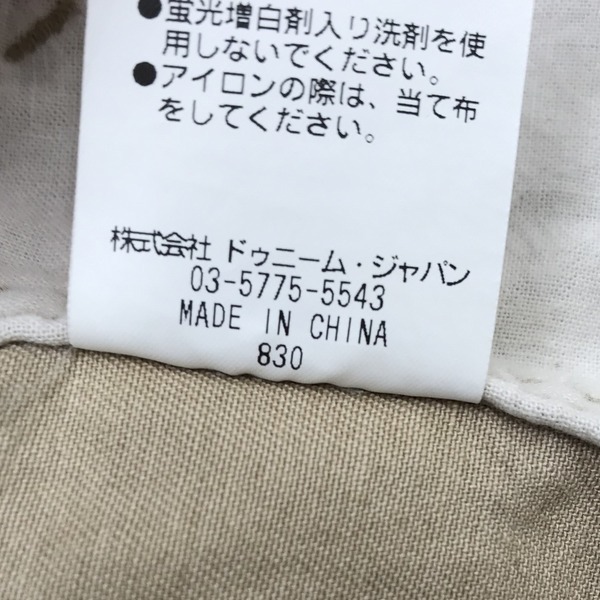 ●蛍光増白剤入り洗剤を使
用しないでください。
●アイロンの際は、当て布
をしてください。
株式会社 ドゥニーム・ジャパン
03-5775-5543
MADE IN CHINA
830